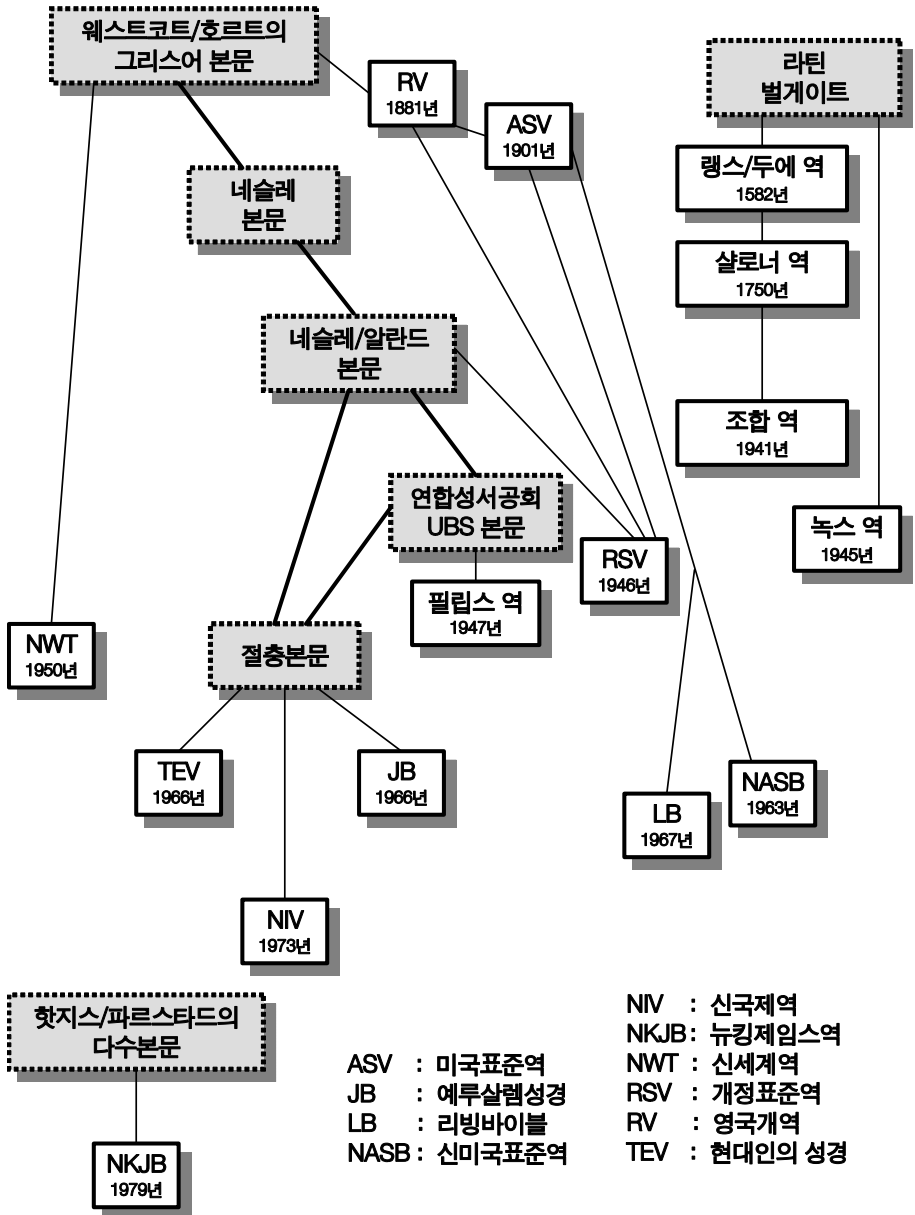 웨스트코트/호르트의
그리스어 본문
RV
1881년
ASV
1901년
라틴
벌게이트
랭스/두에 역
1582년
네슬레
본문
샬로너 역
1750년
네슬레/알란드
본문
조합 역
1941년
연합성서공회
UBS 본문
녹스 역
1945년
RSV
1946년
필립스 역
1947년
NWT
1950년
절충본문
TEV
1966년
JB
1966년
NASB
1963년
LB
1967년
NIV
1973년
핫지스/파르스타드의
다수본문
NKJB
1979년
ASV : 미국표준역
JB : 예루살렘성경
LB : 리빙바이블
NASB : 신미국표준역
NIV : 신국제역
NKJB : 뉴킹제임스역
NWT : 신세계역
RSV : 개정표준역
RV : 영국개역
TEV : 현대인의 성경